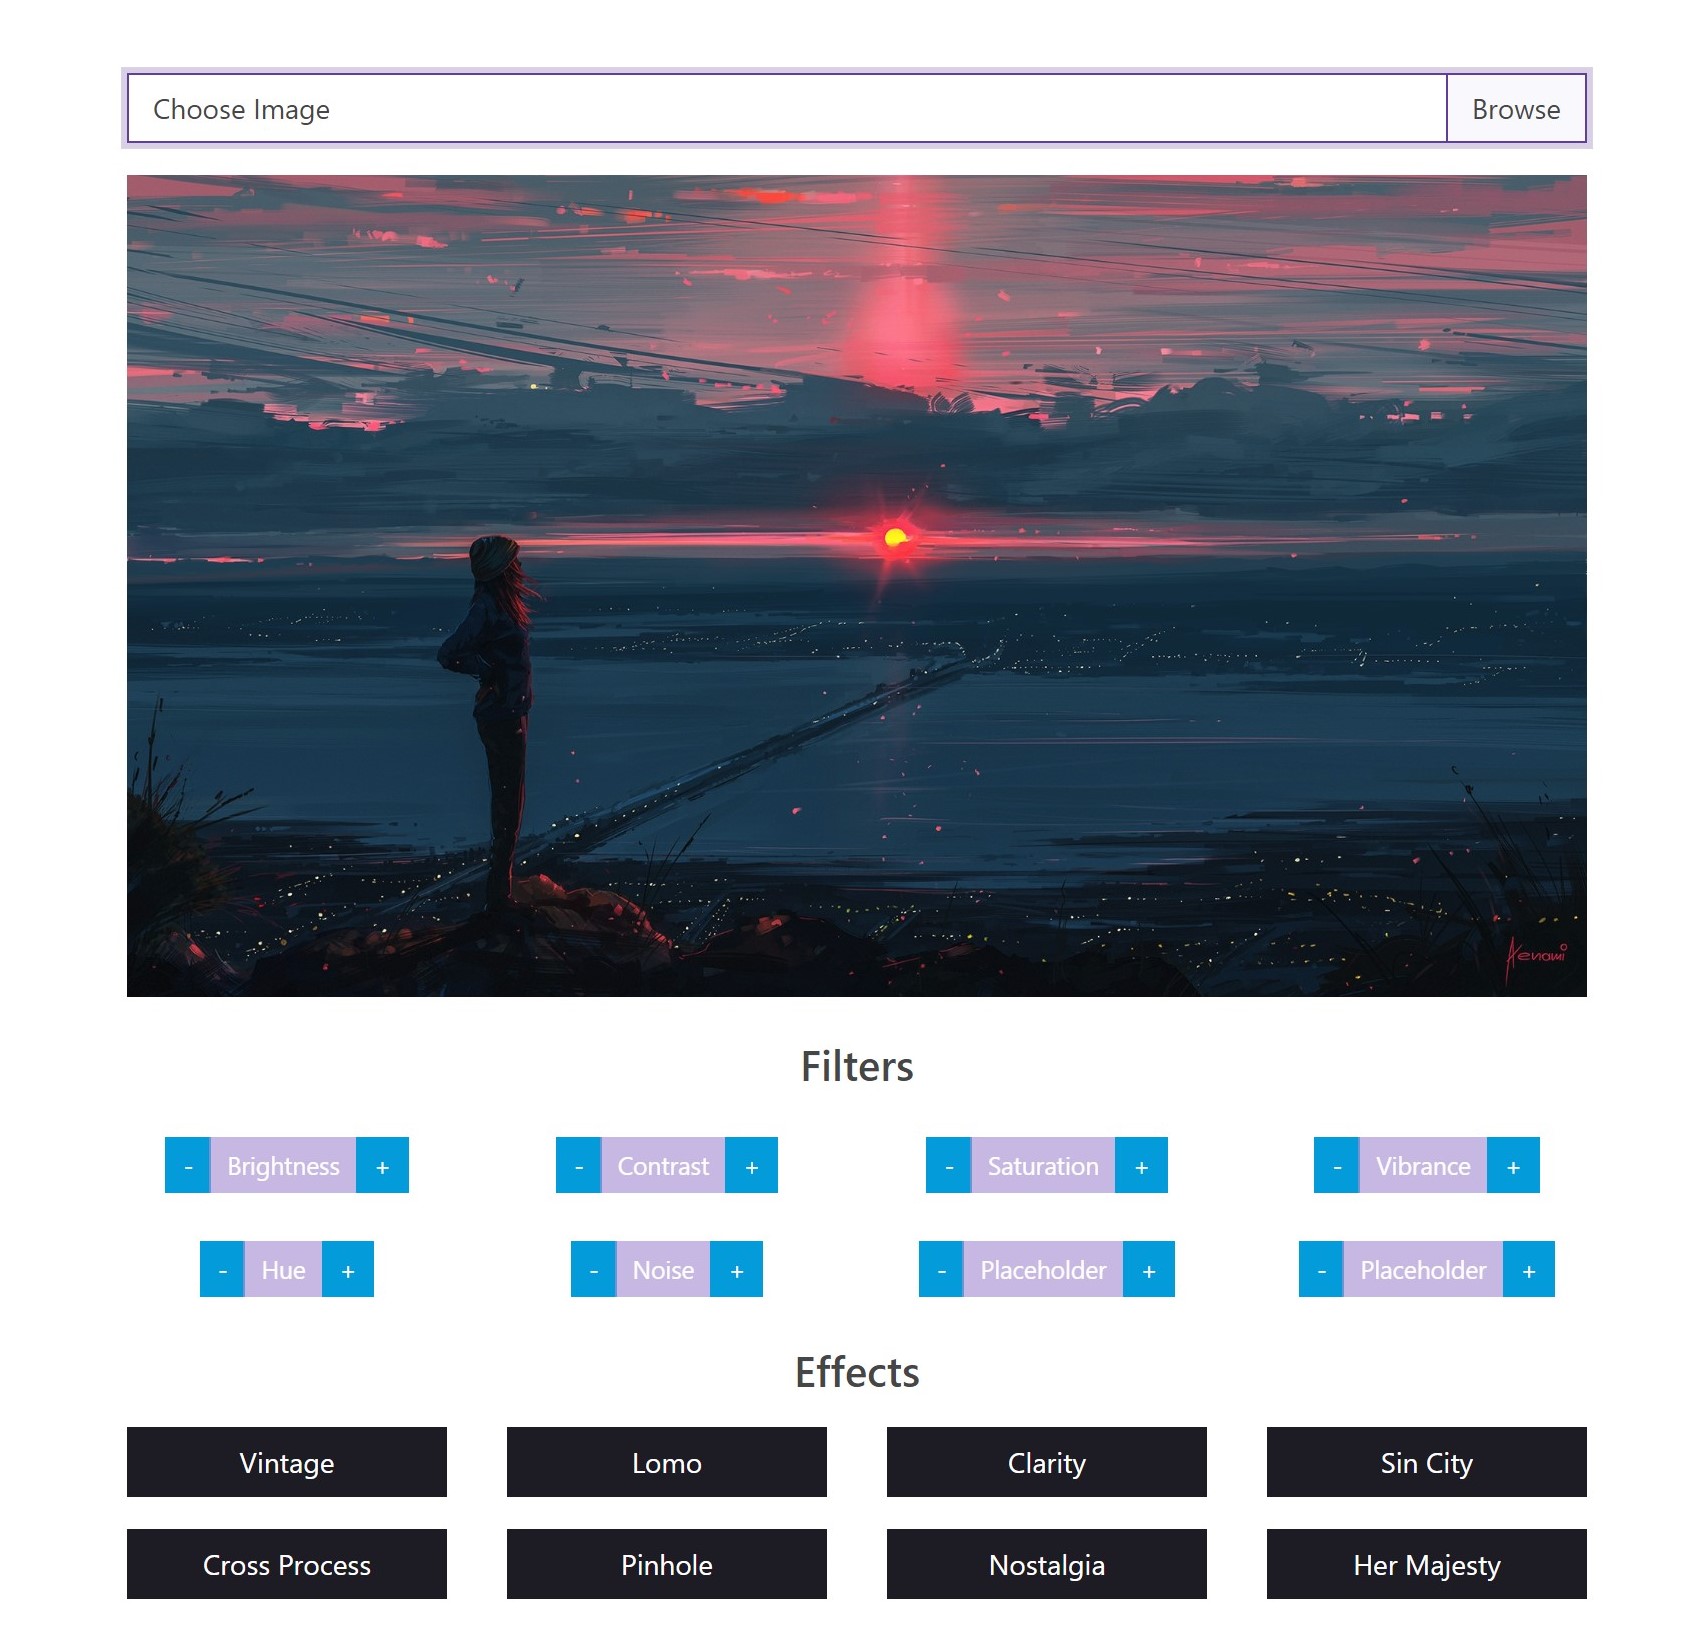 Choose Image Browse
Aenami
Filters
- Brightness + - Contrast + - Saturation + - Vibrance +
- Hue + - Noise + - Placeholder + - Placeholder +
Effects
Vintage Lomo Clarity Sin City
Cross Process Pinhole Nostalgia Her Majesty